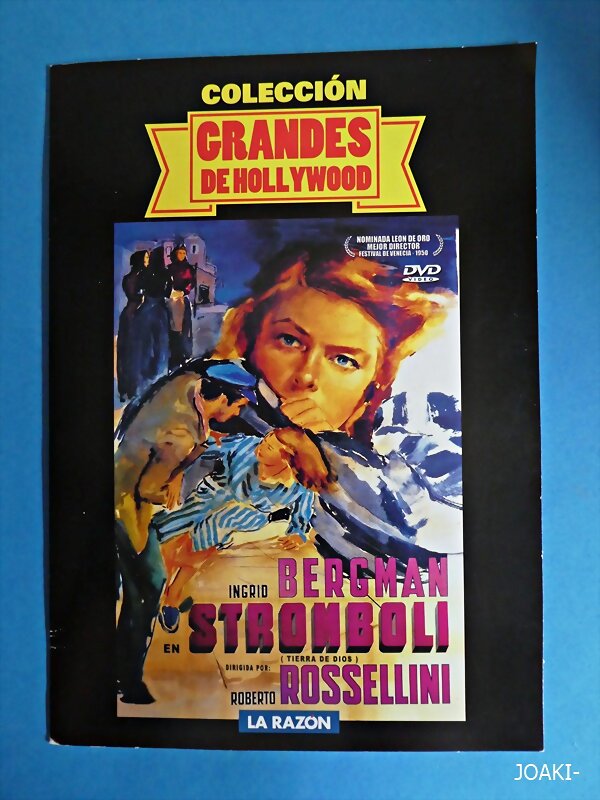 COLECCIÓN
GRANDES
DE HOLLYWOOD
NOMINADA LEON DE ORO
MEJOR DIRECTOR
FESTIVAL DE VENECIA · 1950
DVD
VIDEO
INGRID BERGMAN
EN STROMBOLI
( TIERRA DE DIOS )
DIRIGIDA POR:
ROBERTO ROSSELLINI
LA RAZÓN
JOAKI-